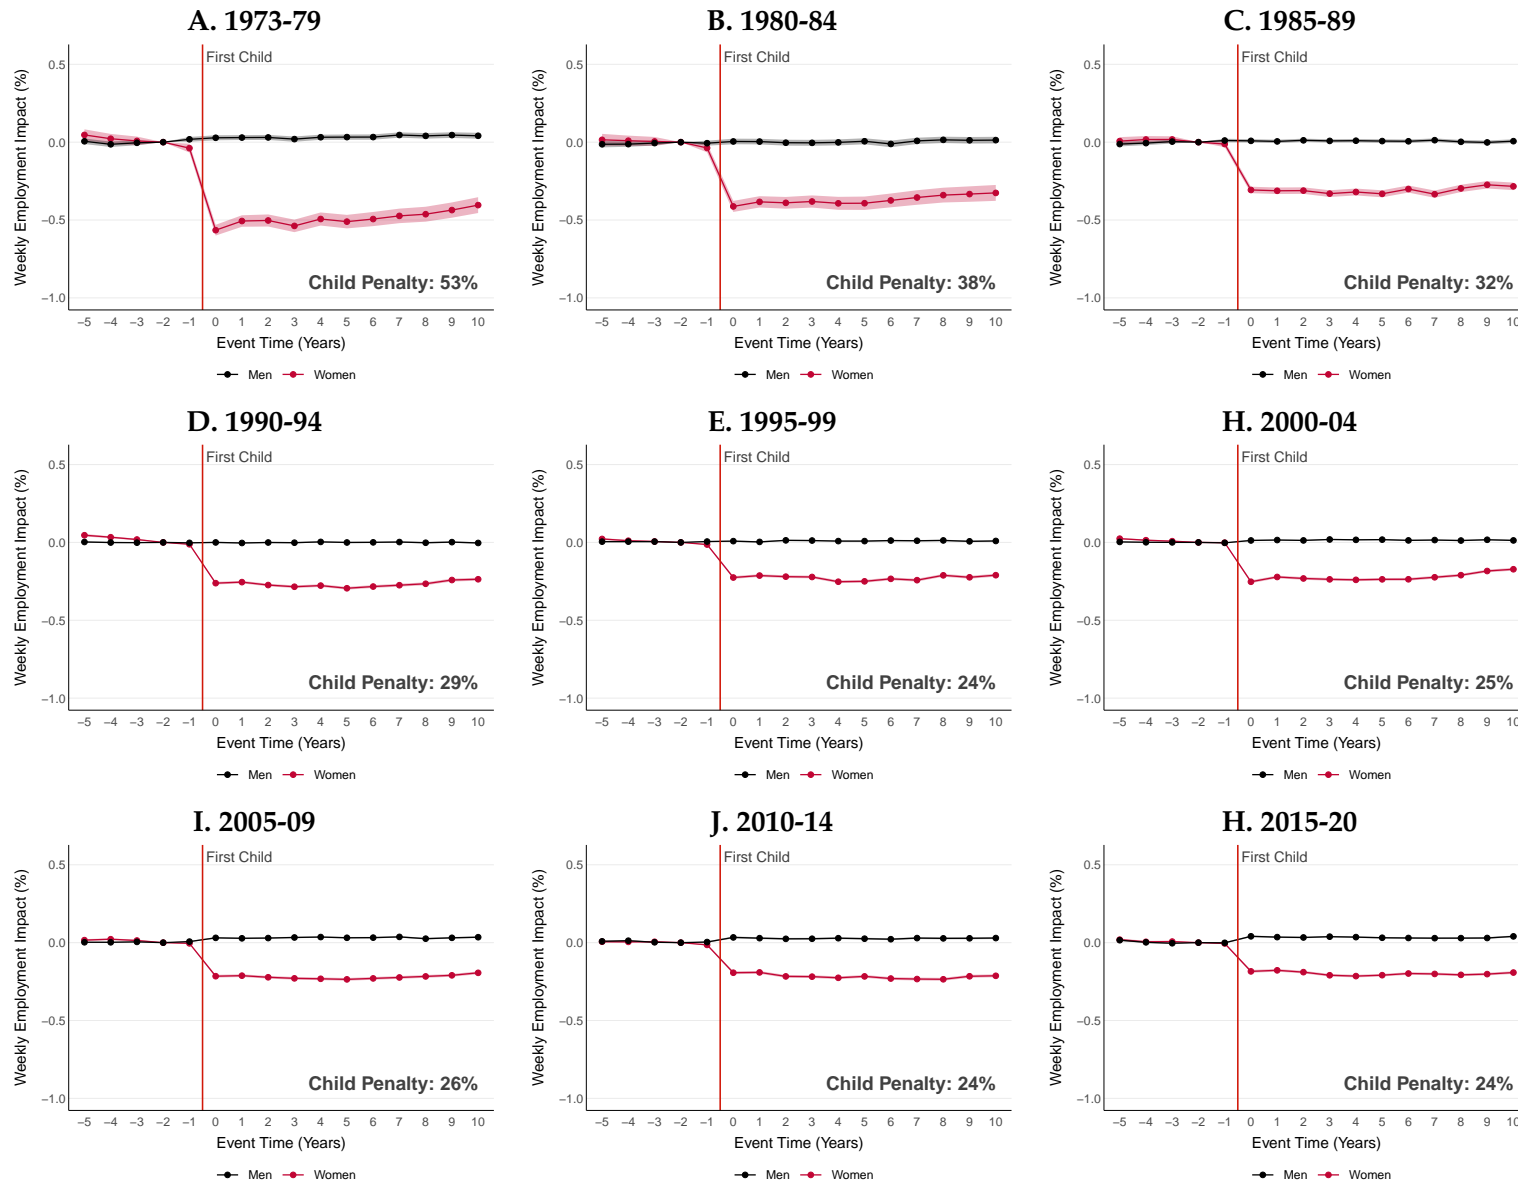 A. 1973-79
First Child
Weekly Employment Impact (%)
0.5
0.0
−0.5
−1.0
Child Penalty: 53%
−5 −4 −3 −2 −1 0 1 2 3 4 5 6 7 8 9 10
Event Time (Years)
Men Women
B. 1980-84
First Child
Weekly Employment Impact (%)
0.5
0.0
−0.5
−1.0
Child Penalty: 38%
−5 −4 −3 −2 −1 0 1 2 3 4 5 6 7 8 9 10
Event Time (Years)
Men Women
C. 1985-89
First Child
Weekly Employment Impact (%)
0.5
0.0
−0.5
−1.0
Child Penalty: 32%
−5 −4 −3 −2 −1 0 1 2 3 4 5 6 7 8 9 10
Event Time (Years)
Men Women
D. 1990-94
First Child
Weekly Employment Impact (%)
0.5
0.0
−0.5
−1.0
Child Penalty: 29%
−5 −4 −3 −2 −1 0 1 2 3 4 5 6 7 8 9 10
Event Time (Years)
Men Women
E. 1995-99
First Child
Weekly Employment Impact (%)
0.5
0.0
−0.5
−1.0
Child Penalty: 24%
−5 −4 −3 −2 −1 0 1 2 3 4 5 6 7 8 9 10
Event Time (Years)
Men Women
H. 2000-04
First Child
Weekly Employment Impact (%)
0.5
0.0
−0.5
−1.0
Child Penalty: 25%
−5 −4 −3 −2 −1 0 1 2 3 4 5 6 7 8 9 10
Event Time (Years)
Men Women
I. 2005-09
First Child
Weekly Employment Impact (%)
0.5
0.0
−0.5
−1.0
Child Penalty: 26%
−5 −4 −3 −2 −1 0 1 2 3 4 5 6 7 8 9 10
Event Time (Years)
Men Women
J. 2010-14
First Child
Weekly Employment Impact (%)
0.5
0.0
−0.5
−1.0
Child Penalty: 24%
−5 −4 −3 −2 −1 0 1 2 3 4 5 6 7 8 9 10
Event Time (Years)
Men Women
H. 2015-20
First Child
Weekly Employment Impact (%)
0.5
0.0
−0.5
−1.0
Child Penalty: 24%
−5 −4 −3 −2 −1 0 1 2 3 4 5 6 7 8 9 10
Event Time (Years)
Men Women